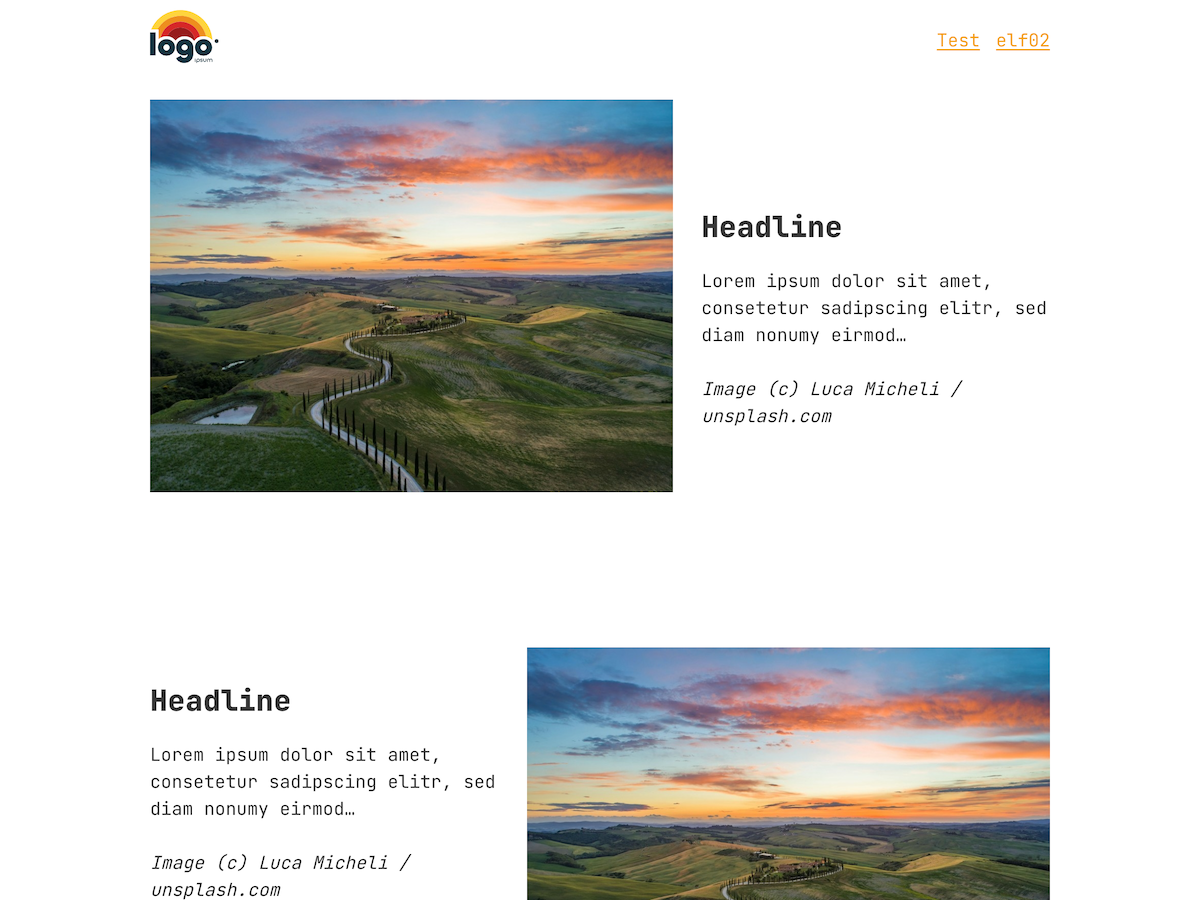 logo
ipsum
Test elf02
Headline
Lorem ipsum dolor sit amet,
consetetur sadipscing elitr, sed
diam nonumy eirmod…
Image (c) Luca Micheli /
unsplash.com
Headline
Lorem ipsum dolor sit amet,
consetetur sadipscing elitr, sed
diam nonumy eirmod…
Image (c) Luca Micheli /
unsplash.com